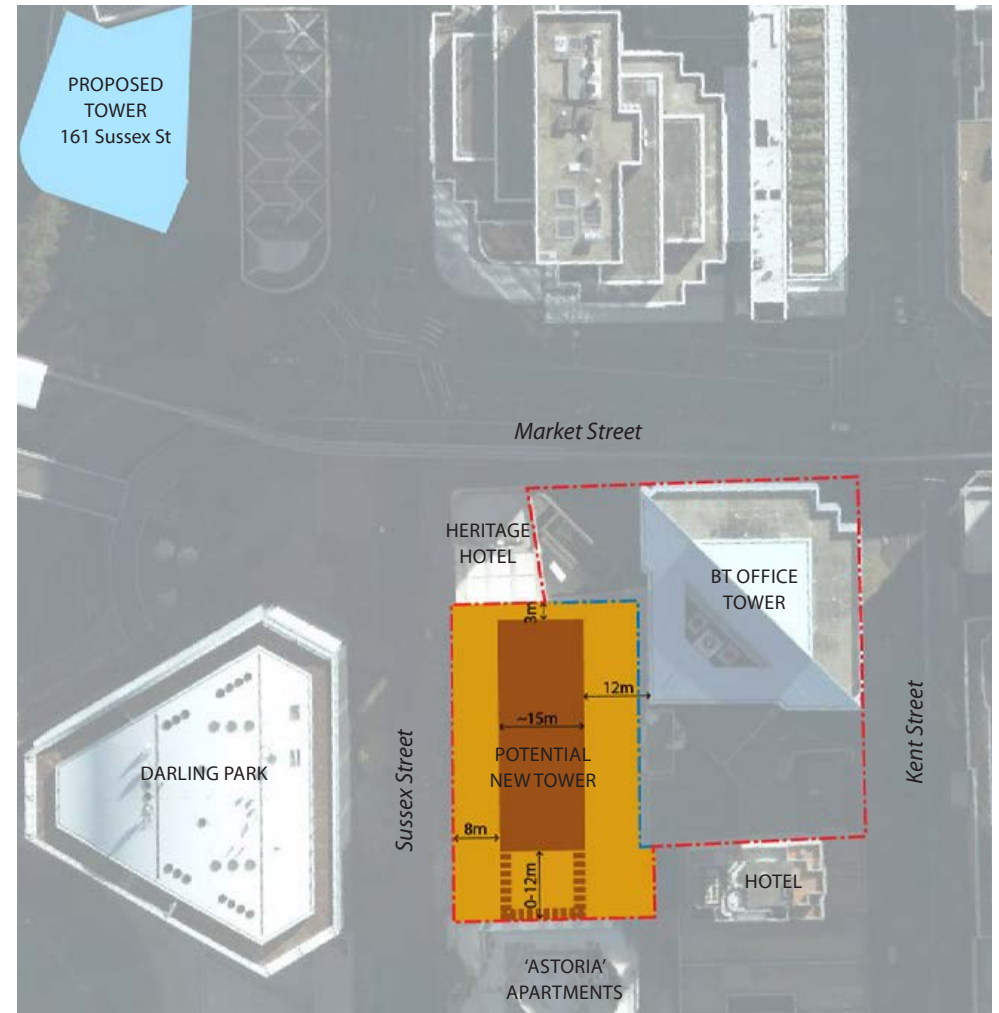 PROPOSED
TOWER
161 Sussex St
Market Street
HERITAGE
HOTEL
BT OFFICE
TOWER
3m
12m
~15m
POTENTIAL
NEW TOWER
DARLING PARK
Sussex Street
Kent Street
8m
0-12m
HOTEL
‘ASTORIA’
APARTMENTS